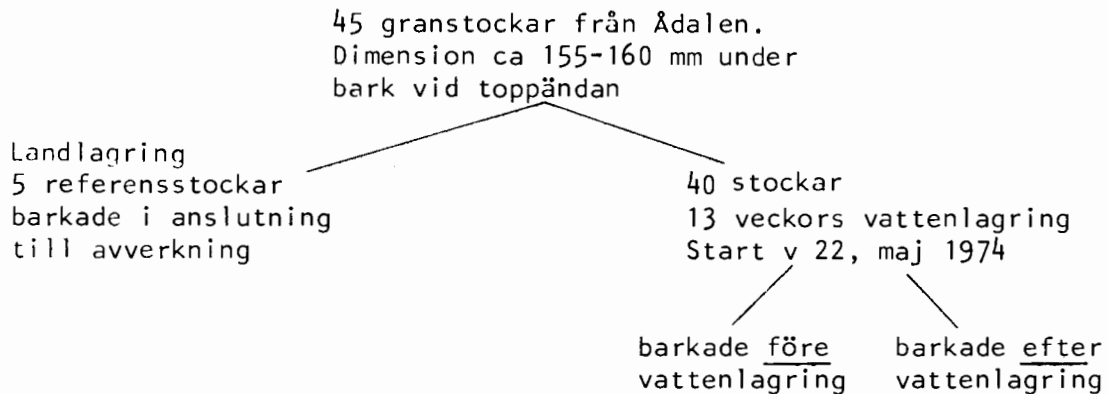 45 granstockar från Ådalen.
Dimension ca 155-160 mm under
bark vid toppändan
Landlagring
5 referensstockar
barkade i anslutning
till avverkning
40 stockar
13 veckors vattenlagring
Start v 22, maj 1974
barkade före
vattenlagring
barkade efter
vattenlagring